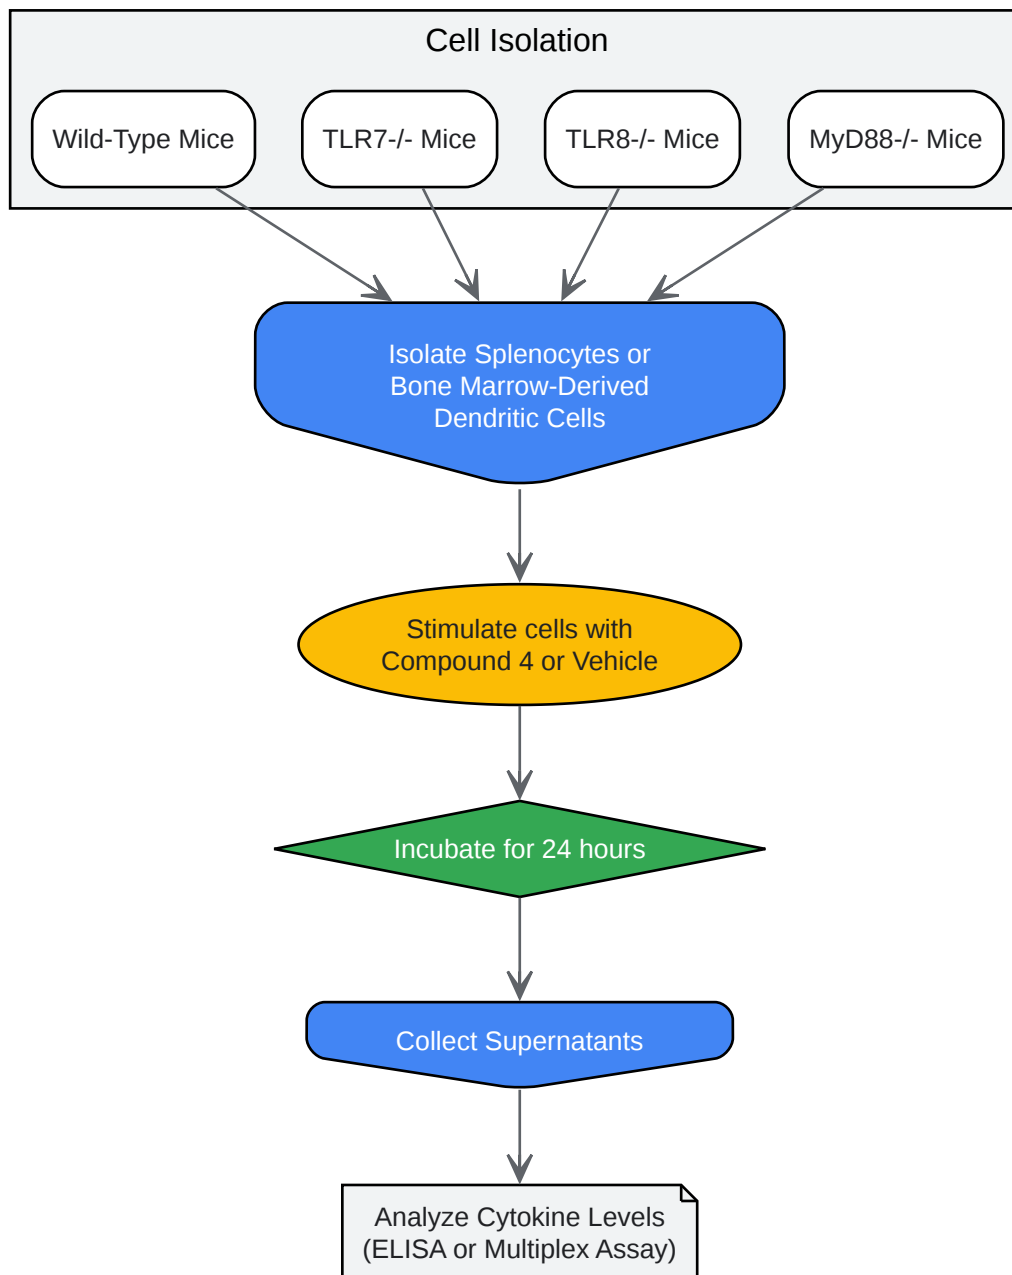 Cell Isolation
Wild-Type Mice
TLR7-/- Mice
TLR8-/- Mice
MyD88-/- Mice
Isolate Splenocytes or
Bone Marrow-Derived
Dendritic Cells
Stimulate cells with
Compound 4 or Vehicle
Incubate for 24 hours
Collect Supernatants
Analyze Cytokine Levels
(ELISA or Multiplex Assay)